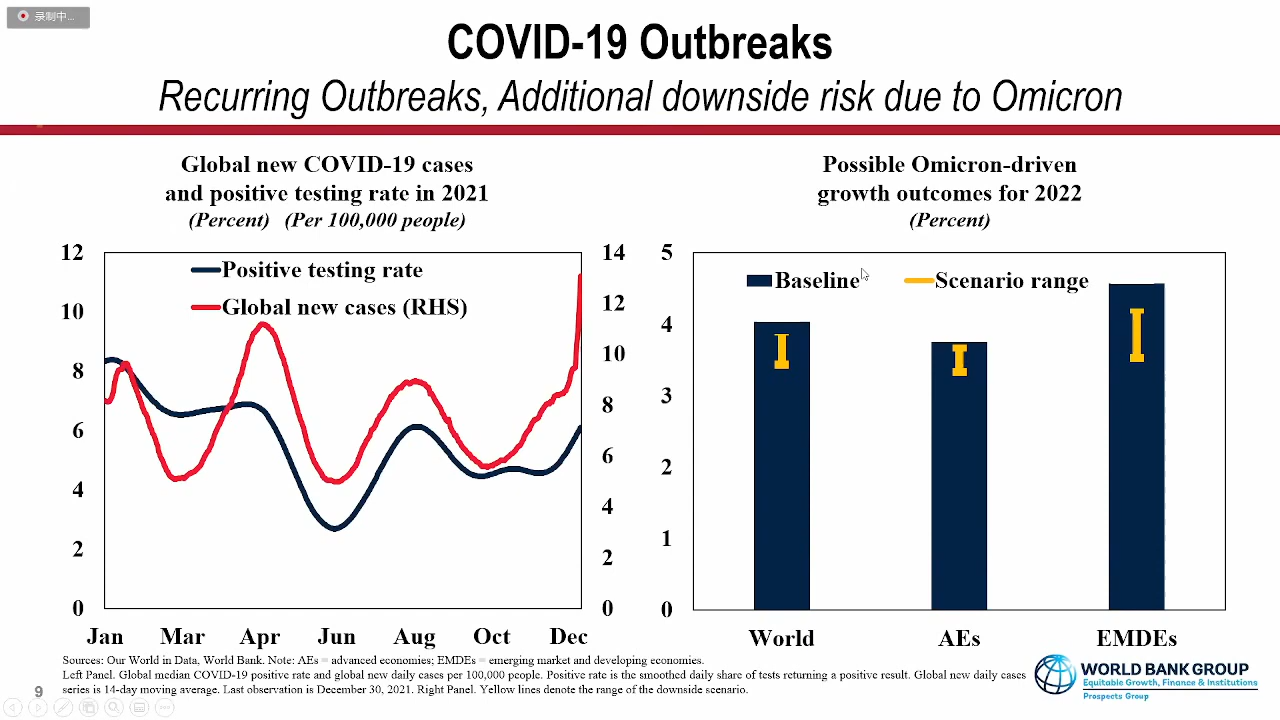 录制中...
COVID-19 Outbreaks
Recurring Outbreaks, Additional downside risk due to Omicron
Global new COVID-19 cases
and positive testing rate in 2021
(Percent) (Per 100,000 people)
12
10
8
6
4
2
0
Positive testing rate
Global new cases (RHS)
14
12
10
8
6
4
2
0
Jan Mar Apr Jun Aug Oct Dec
Possible Omicron-driven
growth outcomes for 2022
(Percent)
5
4
3
2
1
0
Baseline Scenario range
World AEs EMDEs
Sources: Our World in Data, World Bank. Note: AEs = advanced economies; EMDEs = emerging market and developing economies.
Left Panel. Global median COVID-19 positive rate and global new daily cases per 100,000 people. Positive rate is the smoothed daily share of tests returning a positive result. Global new daily cases
series is 14-day moving average. Last observation is December 30, 2021. Right Panel. Yellow lines denote the range of the downside scenario.
9
WORLD BANK GROUP
Equitable Growth, Finance & Institutions
Prospects Group